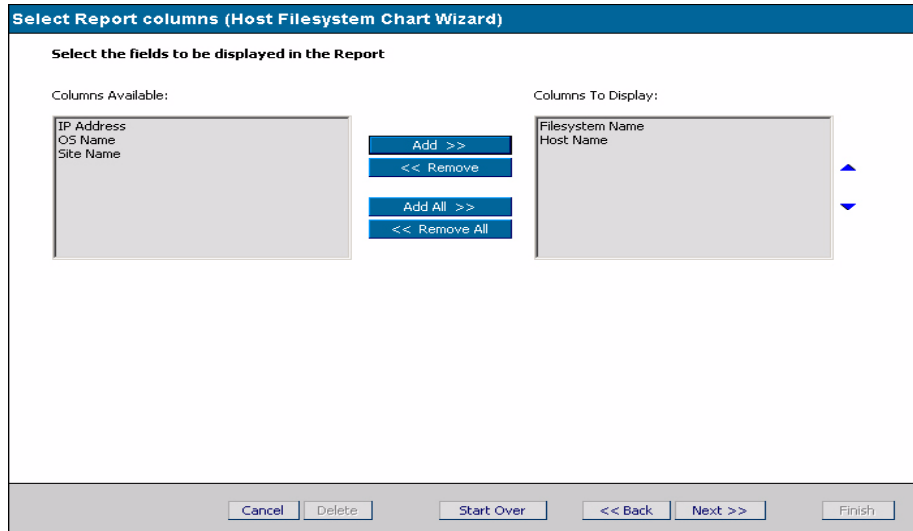 Select Report columns (Host Filesystem Chart Wizard)
Select the fields to be displayed in the Report
Columns Available:
IP Address
OS Name
Site Name
Add >>
<< Remove
Add All >>
<< Remove All
Columns To Display:
Filesystem Name
Host Name
Cancel
Delete
Start Over
<< Back
Next >>
Finish